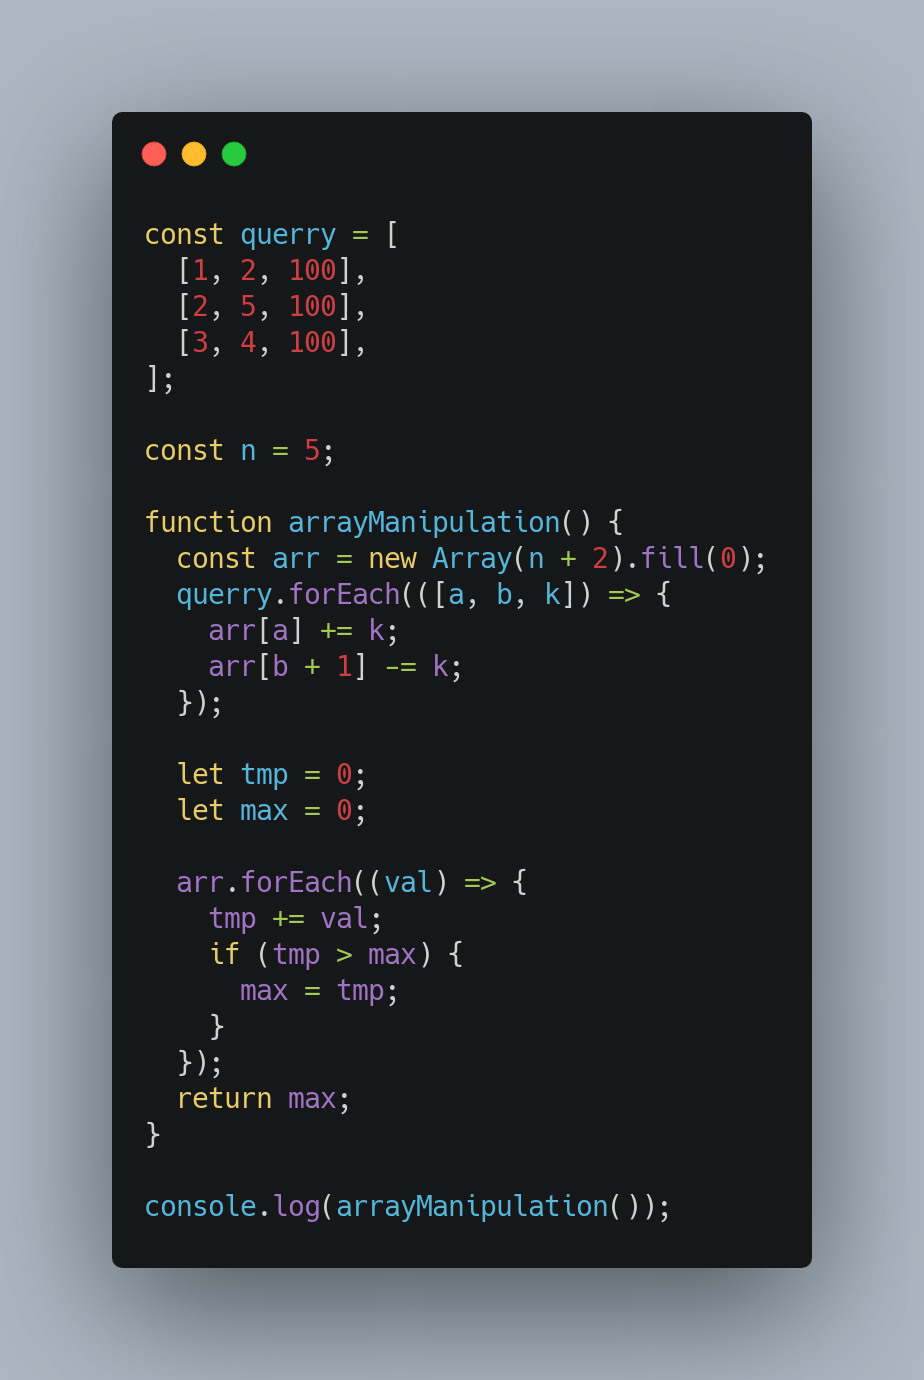 const querry = [
  [1, 2, 100],
  [2, 5, 100],
  [3, 4, 100],
];

const n = 5;

function arrayManipulation() {
  const arr = new Array(n + 2).fill(0);
  querry.forEach(([a, b, k]) => {
    arr[a] += k;
    arr[b + 1] -= k;
  });

  let tmp = 0;
  let max = 0;

  arr.forEach((val) => {
    tmp += val;
    if (tmp > max) {
      max = tmp;
    }
  });
  return max;
}

console.log(arrayManipulation());